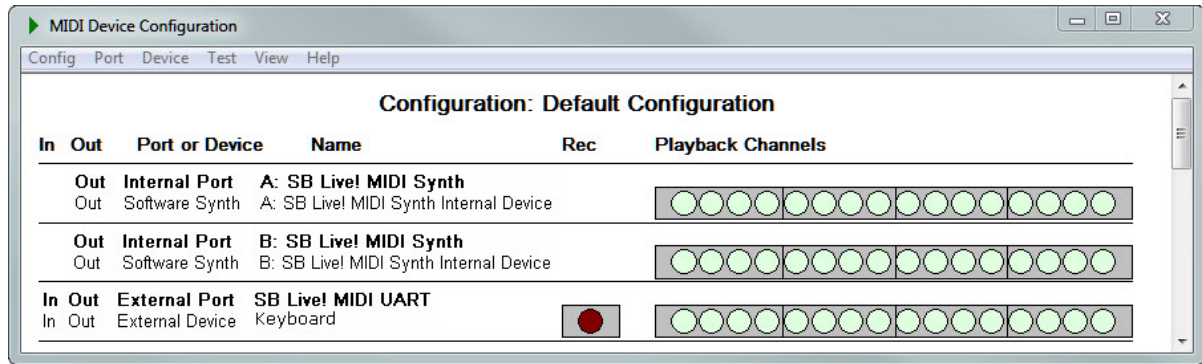 MIDI Device Configuration
Config Port Device Test View Help
Configuration: Default Configuration
In Out Port or Device Name Rec Playback Channels
Out Internal Port A: SB Live! MIDI Synth
Out Software Synth A: SB Live! MIDI Synth Internal Device
Out Internal Port B: SB Live! MIDI Synth
Out Software Synth B: SB Live! MIDI Synth Internal Device
In Out External Port SB Live! MIDI UART
In Out External Device Keyboard